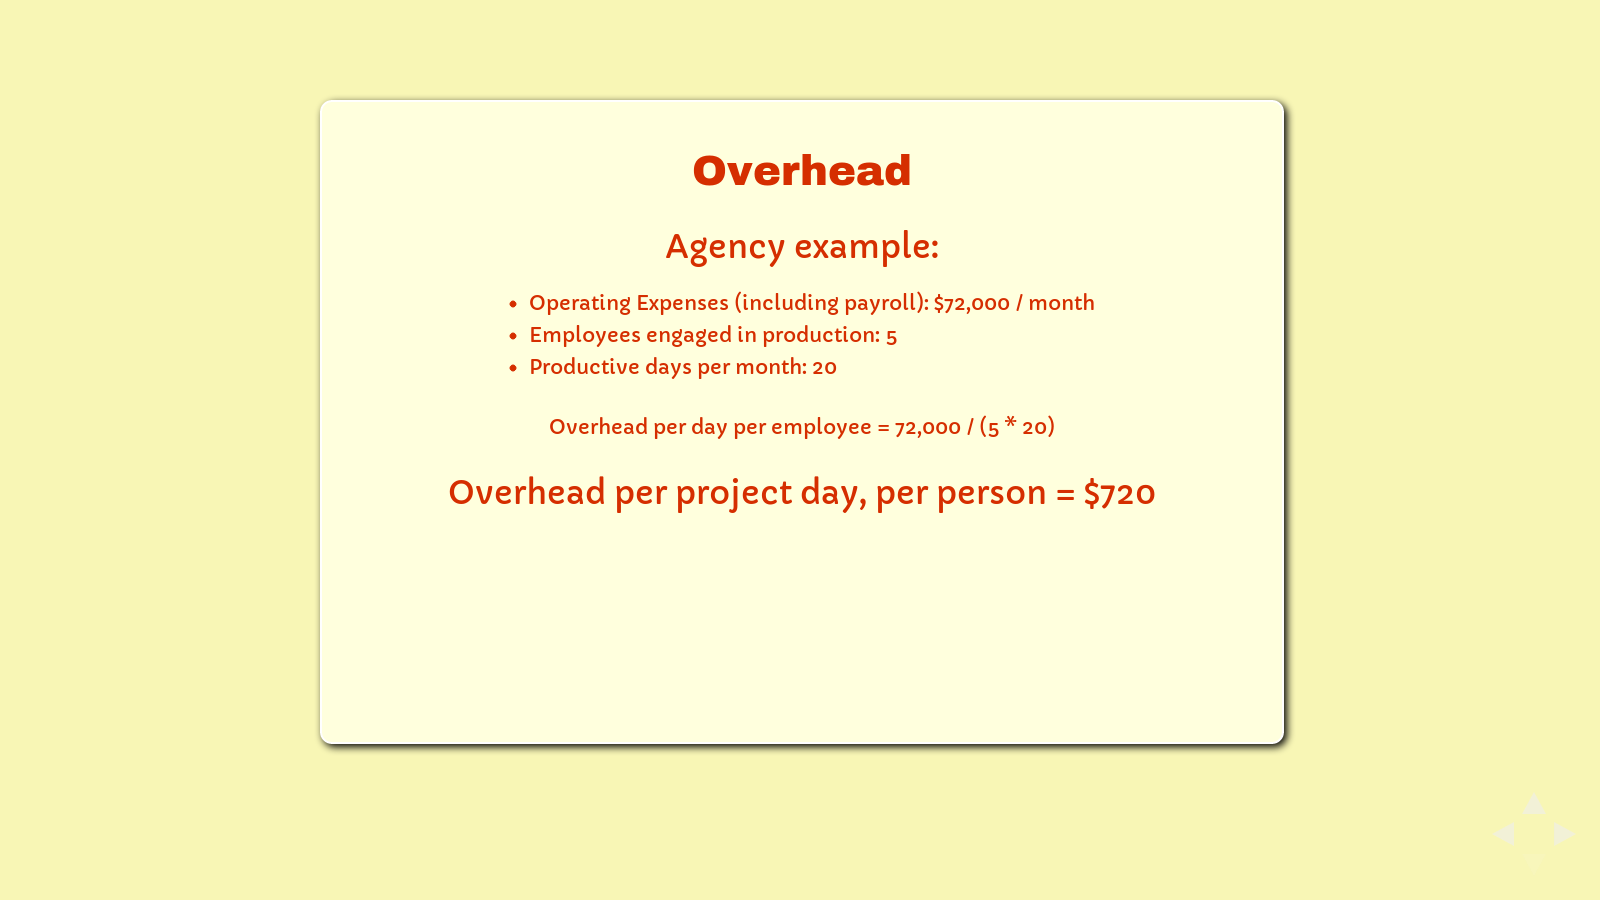 Overhead
Agency example:
• Operating Expenses (including payroll): $72,000 / month
• Employees engaged in production: 5
• Productive days per month: 20
Overhead per day per employee = 72,000 / (5 * 20)
Overhead per project day, per person = $720